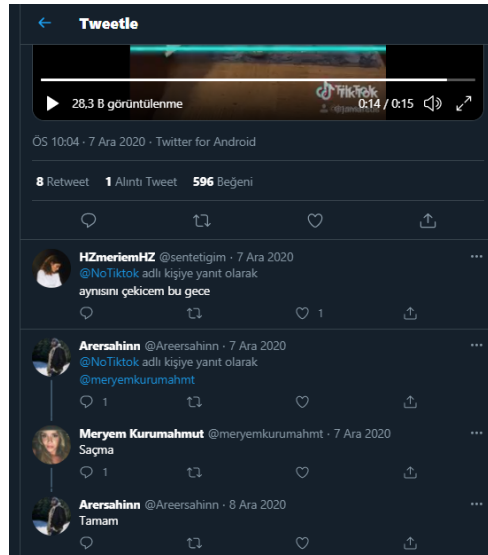 Tweetle
TikTok
28,3 B görüntülenme
0:14 / 0:15
ÖS 10:04 · 7 Ara 2020 · Twitter for Android
8 Retweet 1 Alıntı Tweet 596 Beğeni
HZmeriemHZ @sentetigim · 7 Ara 2020
@NoTiktok adlı kişiye yanıt olarak
aynısını çekicem bu gece
1
Arersahinn @Areersahinn · 7 Ara 2020
@NoTiktok adlı kişiye yanıt olarak
@meryemkurumahmt
1
Meryem Kurumahmut @meryemkurumahmt · 7 Ara 2020
Saçma
1
Arersahinn @Areersahinn · 8 Ara 2020
Tamam